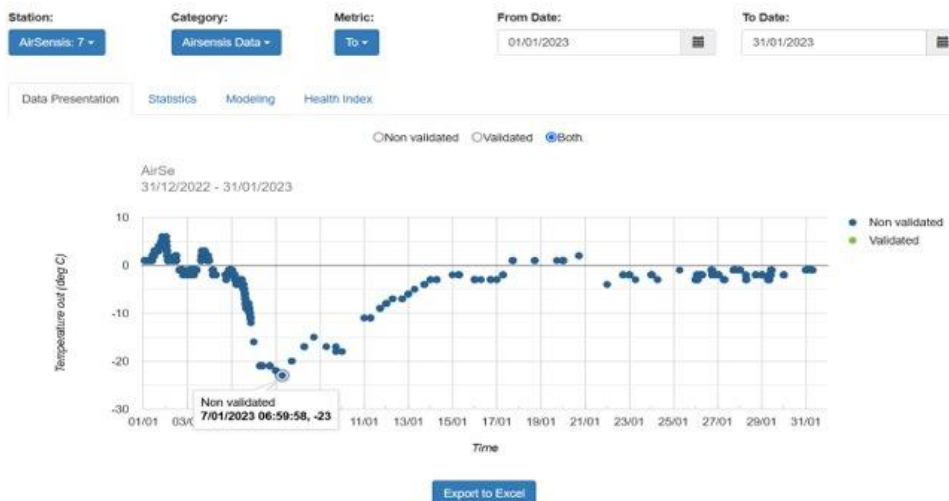 Station: Category: Metric: From Date: To Date:
AirSensis: 7 Airsensis Data To 01/01/2023 31/01/2023
Data Presentation Statistics Modeling Health Index
Non validated Validated Both
AirSe
31/12/2022 - 31/01/2023
10
0
-10
-20
-30
Temperature out (deg C)
Non validated
Validated
Non validated
7/01/2023 06:59:58, -23
01/01 03/0 11/01 13/01 15/01 17/01 19/01 21/01 23/01 25/01 27/01 29/01 31/01
Time
Export to Excel